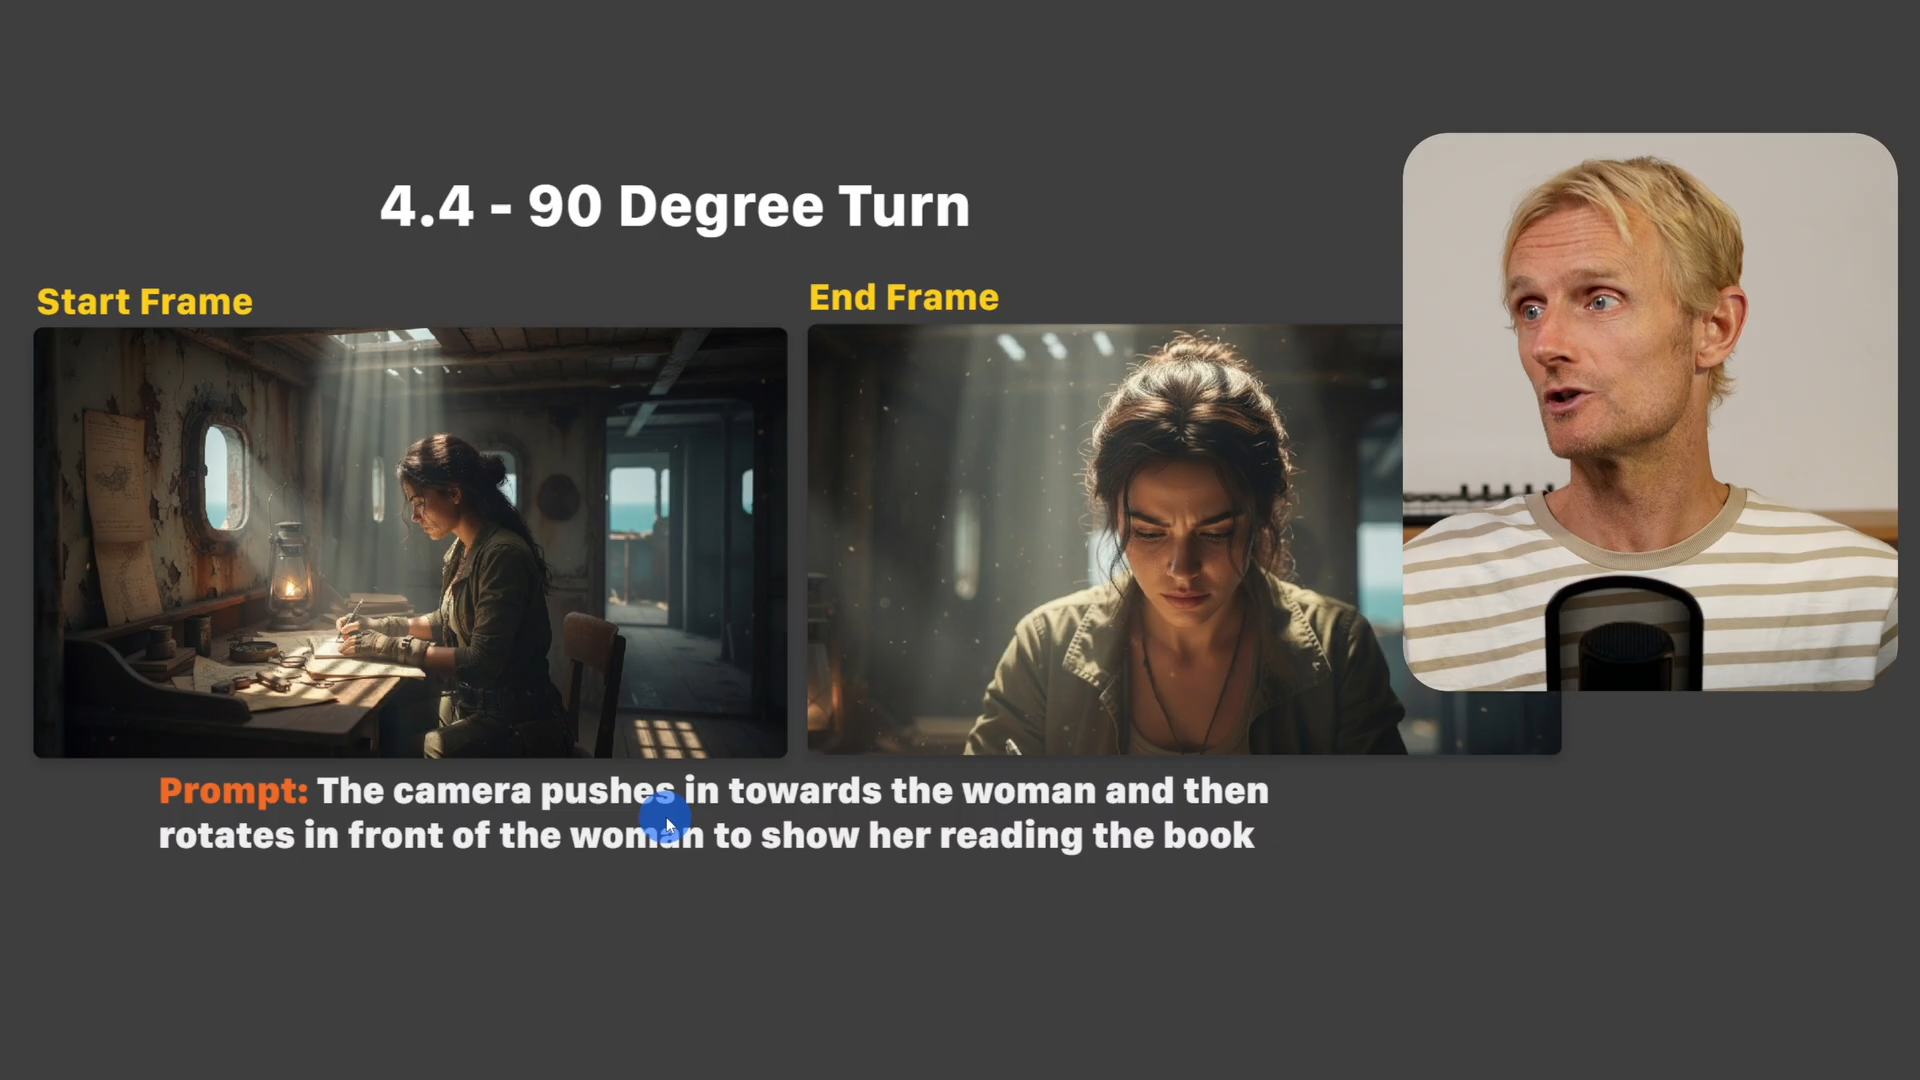 4.4 - 90 Degree Turn
Start Frame
End Frame
Prompt: The camera pushes in towards the woman and then
rotates in front of the woman to show her reading the book